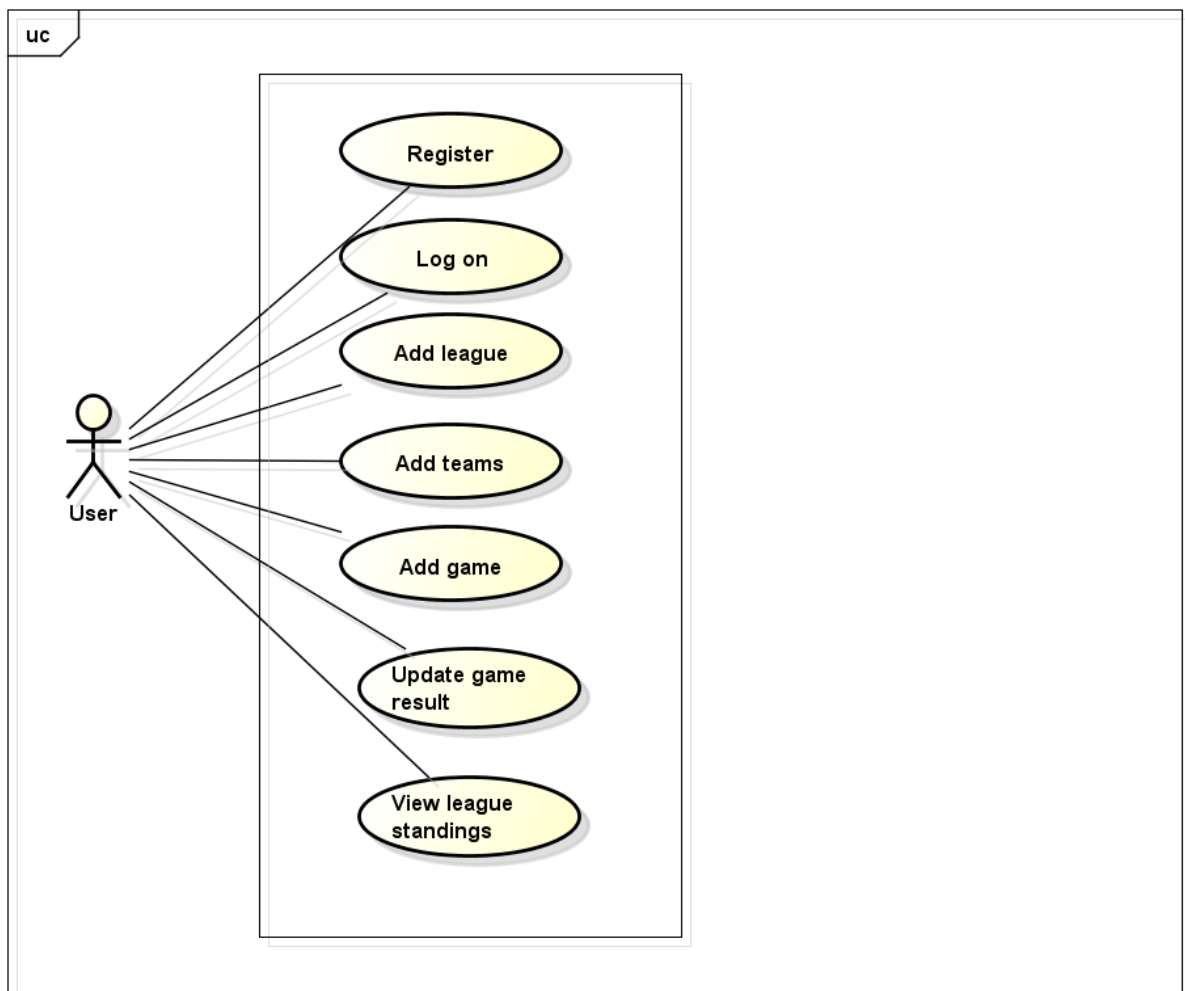 uc
Register
Log on
Add league
Add teams
User
Add game
Update game
result
View league
standings